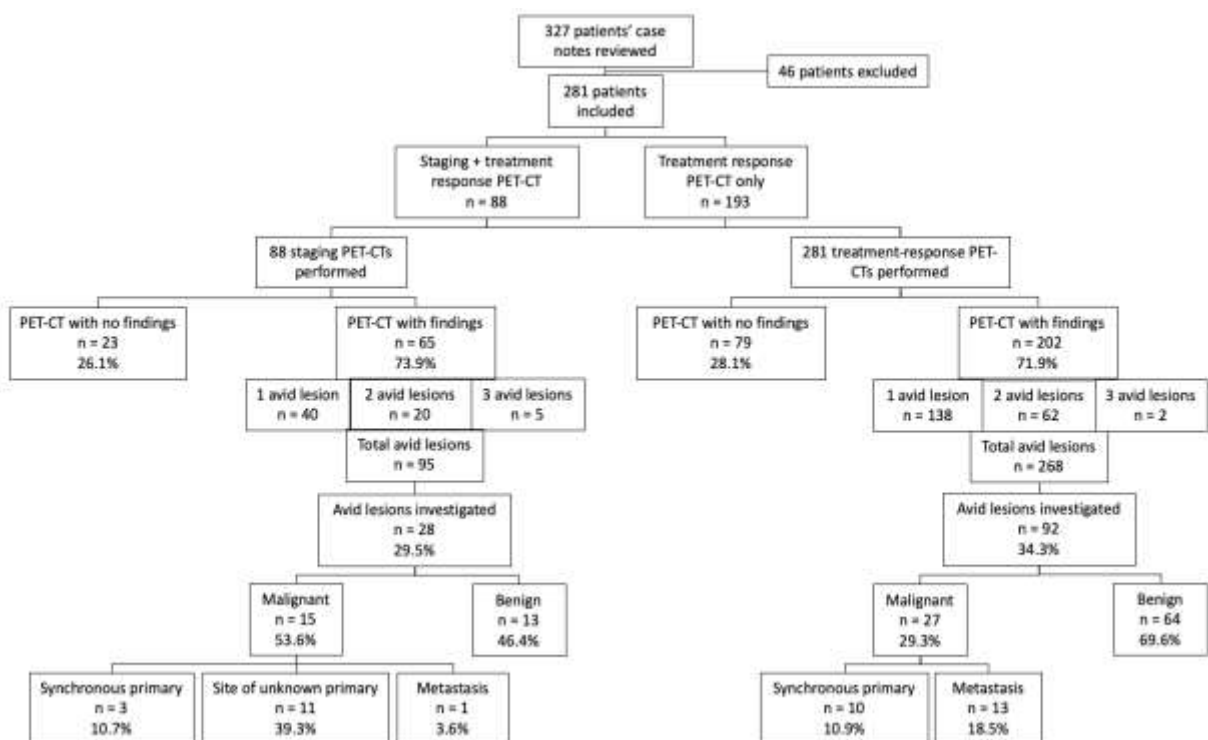 327 patients' case
notes reviewed
46 patients excluded
281 patients
included
Staging + treatment
response PET-CT
n = 88
Treatment response
PET-CT only
n = 193
88 staging PET-CTs
performed
281 treatment-response PET-
CTs performed
PET-CT with no findings
n = 23
26.1%
PET-CT with findings
n = 65
73.9%
PET-CT with no findings
n = 79
28.1%
PET-CT with findings
n = 202
71.9%
1 avid lesion
n = 40
2 avid lesions
n = 20
3 avid lesions
n = 5
1 avid lesion
n = 138
2 avid lesions
n = 62
3 avid lesions
n = 2
Total avid lesions
n = 95
Total avid lesions
n = 268
Avid lesions investigated
n = 28
29.5%
Avid lesions investigated
n = 92
34.3%
Malignant
n = 15
53.6%
Benign
n = 13
46.4%
Malignant
n = 27
29.3%
Benign
n = 64
69.6%
Synchronous primary
n = 3
10.7%
Site of unknown primary
n = 11
39.3%
Metastasis
n = 1
3.6%
Synchronous primary
n = 10
10.9%
Metastasis
n = 13
18.5%